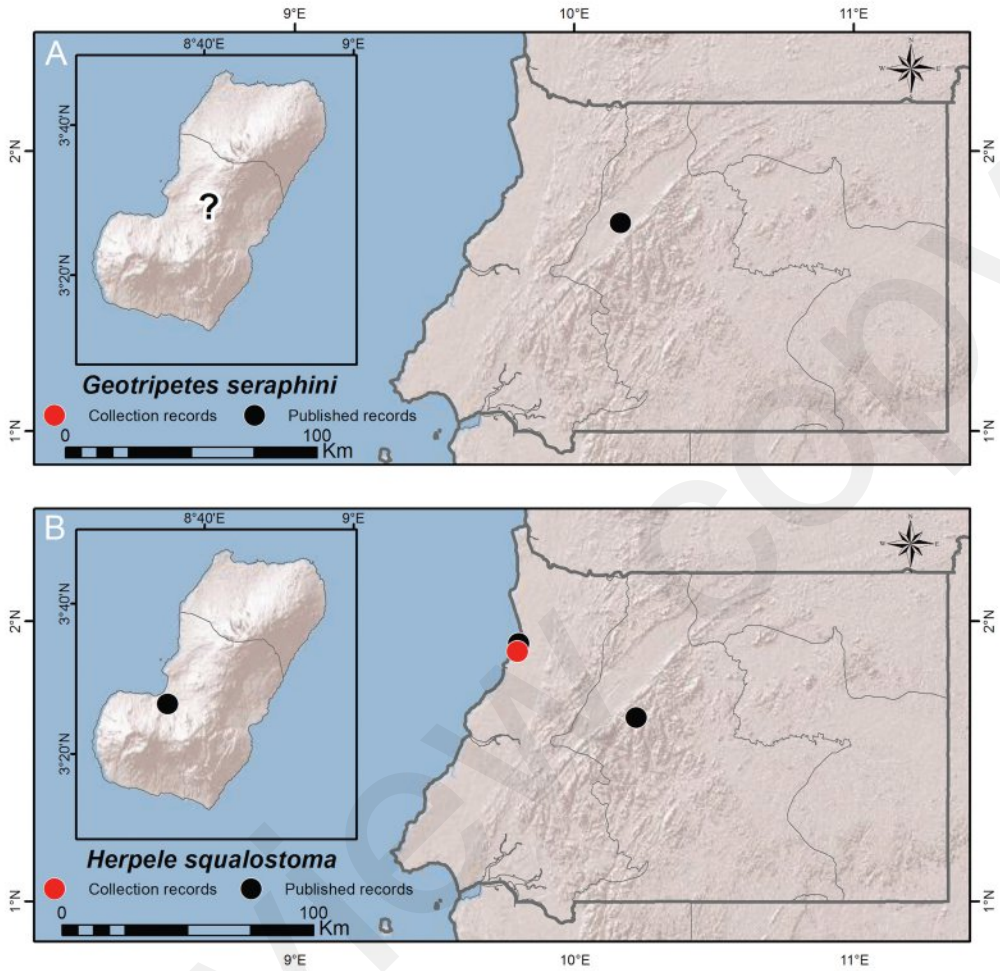 9°E 10°E 11°E
A
8°40'E 9°E
3°40'N
3°20'N
?
N
W E
S
2°N 2°N
1°N 1°N
Geotripetes seraphini
Collection records Published records
0 100
Km
B
8°40'E 9°E
3°40'N
3°20'N
N
W E
S
2°N 2°N
1°N 1°N
Herpele squalostoma
Collection records Published records
0 100
Km
9°E 10°E 11°E
view copy